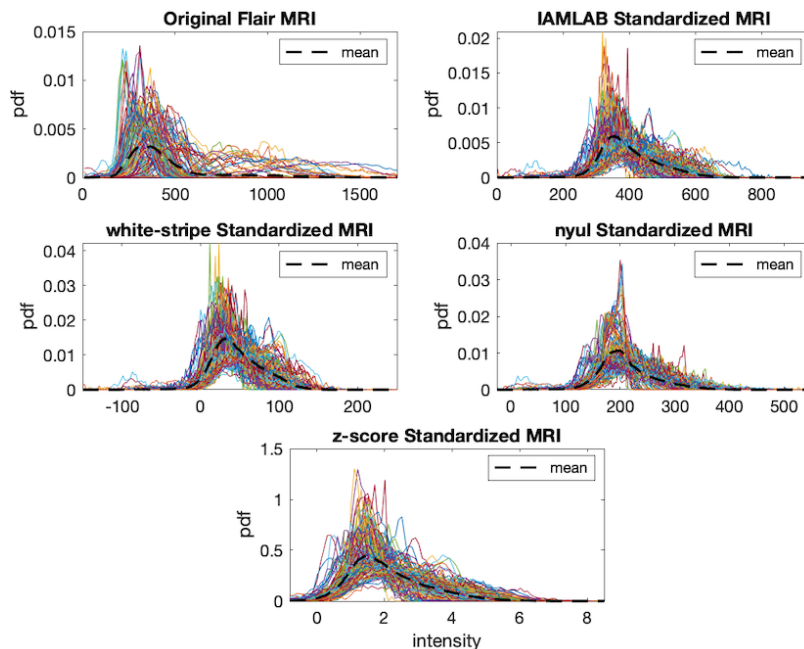 Original Flair MRI
0.015
0.01
0.005
0
pdf
mean
0 500 1000 1500
IAMLAB Standardized MRI
0.02
0.015
0.01
0.005
0
pdf
mean
0 200 400 600 800
white-stripe Standardized MRI
0.04
0.03
0.02
0.01
0
pdf
mean
-100 0 100 200
nyul Standardized MRI
0.04
0.03
0.02
0.01
0
pdf
mean
0 100 200 300 400 500
z-score Standardized MRI
1.5
1
0.5
0
pdf
mean
0 2 4 6 8
intensity